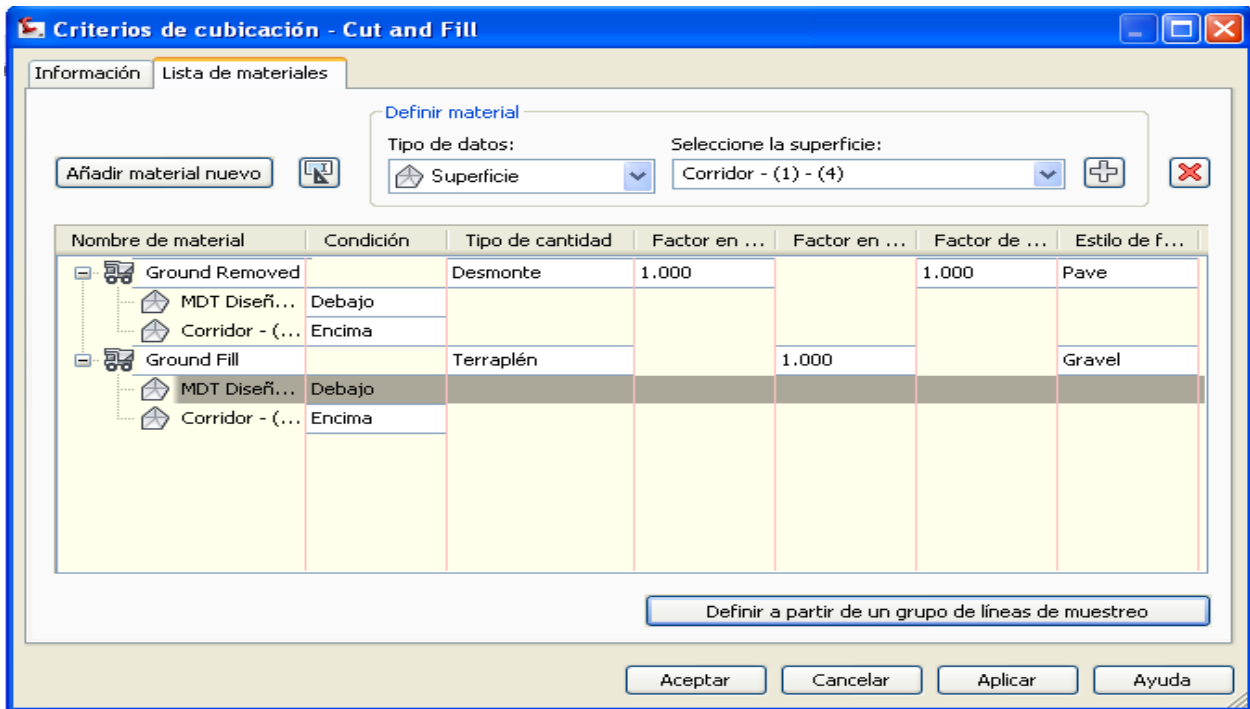 Criterios de cubicación - Cut and Fill
Información Lista de materiales
Definir material
Tipo de datos: Seleccione la superficie:
Añadir material nuevo Superficie Corridor - (1) - (4)
Nombre de material Condición Tipo de cantidad Factor en ... Factor en ... Factor de ... Estilo de f...
Ground Removed Desmonte 1.000 1.000 Pave
MDT Diseñ... Debajo
Corridor - (... Encima
Ground Fill Terraplén 1.000 Gravel
MDT Diseñ... Debajo
Corridor - (... Encima
Definir a partir de un grupo de líneas de muestreo
Aceptar Cancelar Aplicar Ayuda